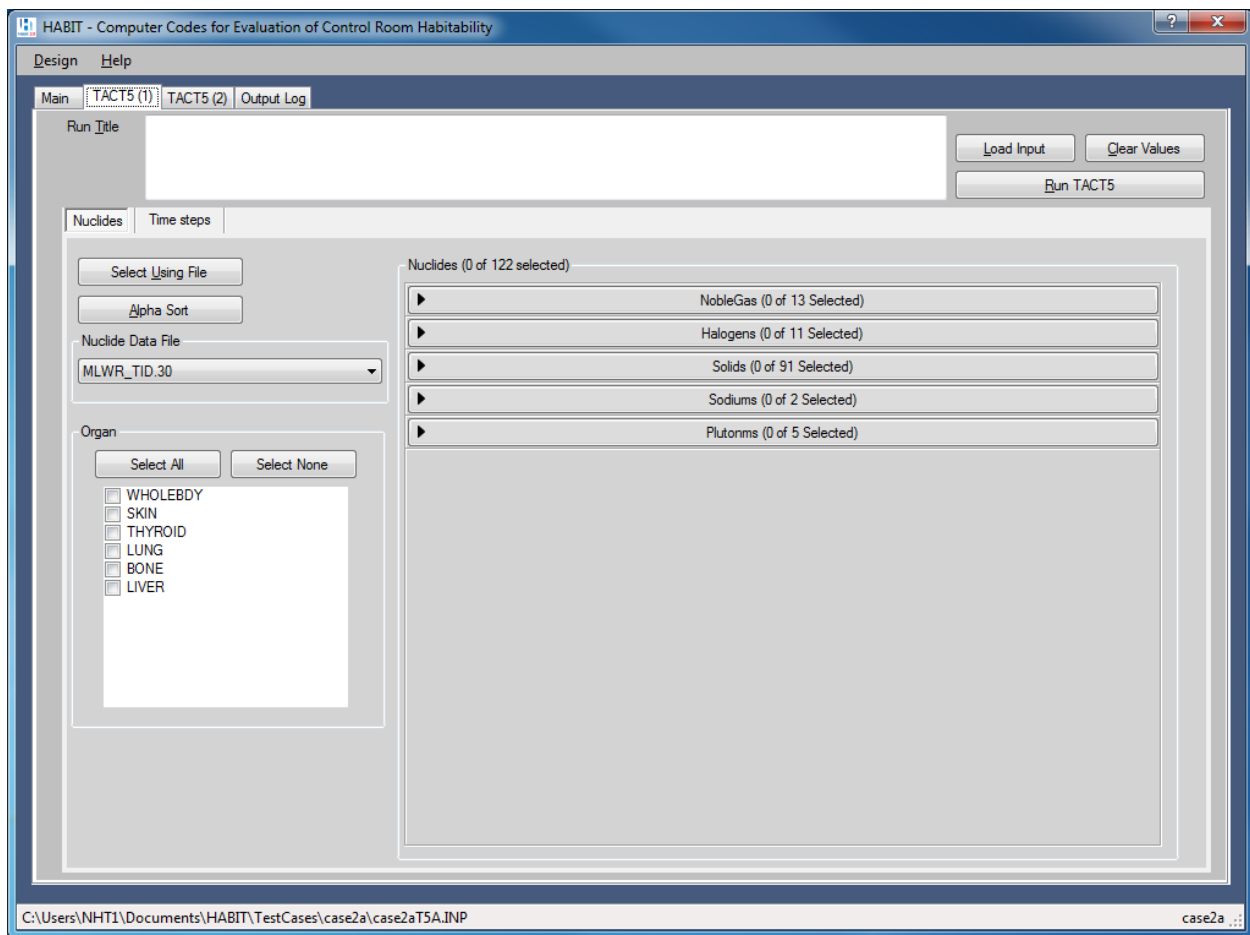 HABIT - Computer Codes for Evaluation of Control Room Habitability
Design Help
Main TACT5 (1) TACT5 (2) Output Log
Run Title
Load Input Clear Values
Run TACT5
Nuclides Time steps
Select Using File
Alpha Sort
Nuclide Data File
MLWR_TID.30
Organ
Select All Select None
WHOLEBDY
SKIN
THYROID
LUNG
BONE
LIVER
Nuclides (0 of 122 selected)
NobleGas (0 of 13 Selected)
Halogens (0 of 11 Selected)
Solids (0 of 91 Selected)
Sodiums (0 of 2 Selected)
Plutonms (0 of 5 Selected)
C:\Users\NHT1\Documents\HABIT\TestCases\case2a\case2aT5A.INP case2a